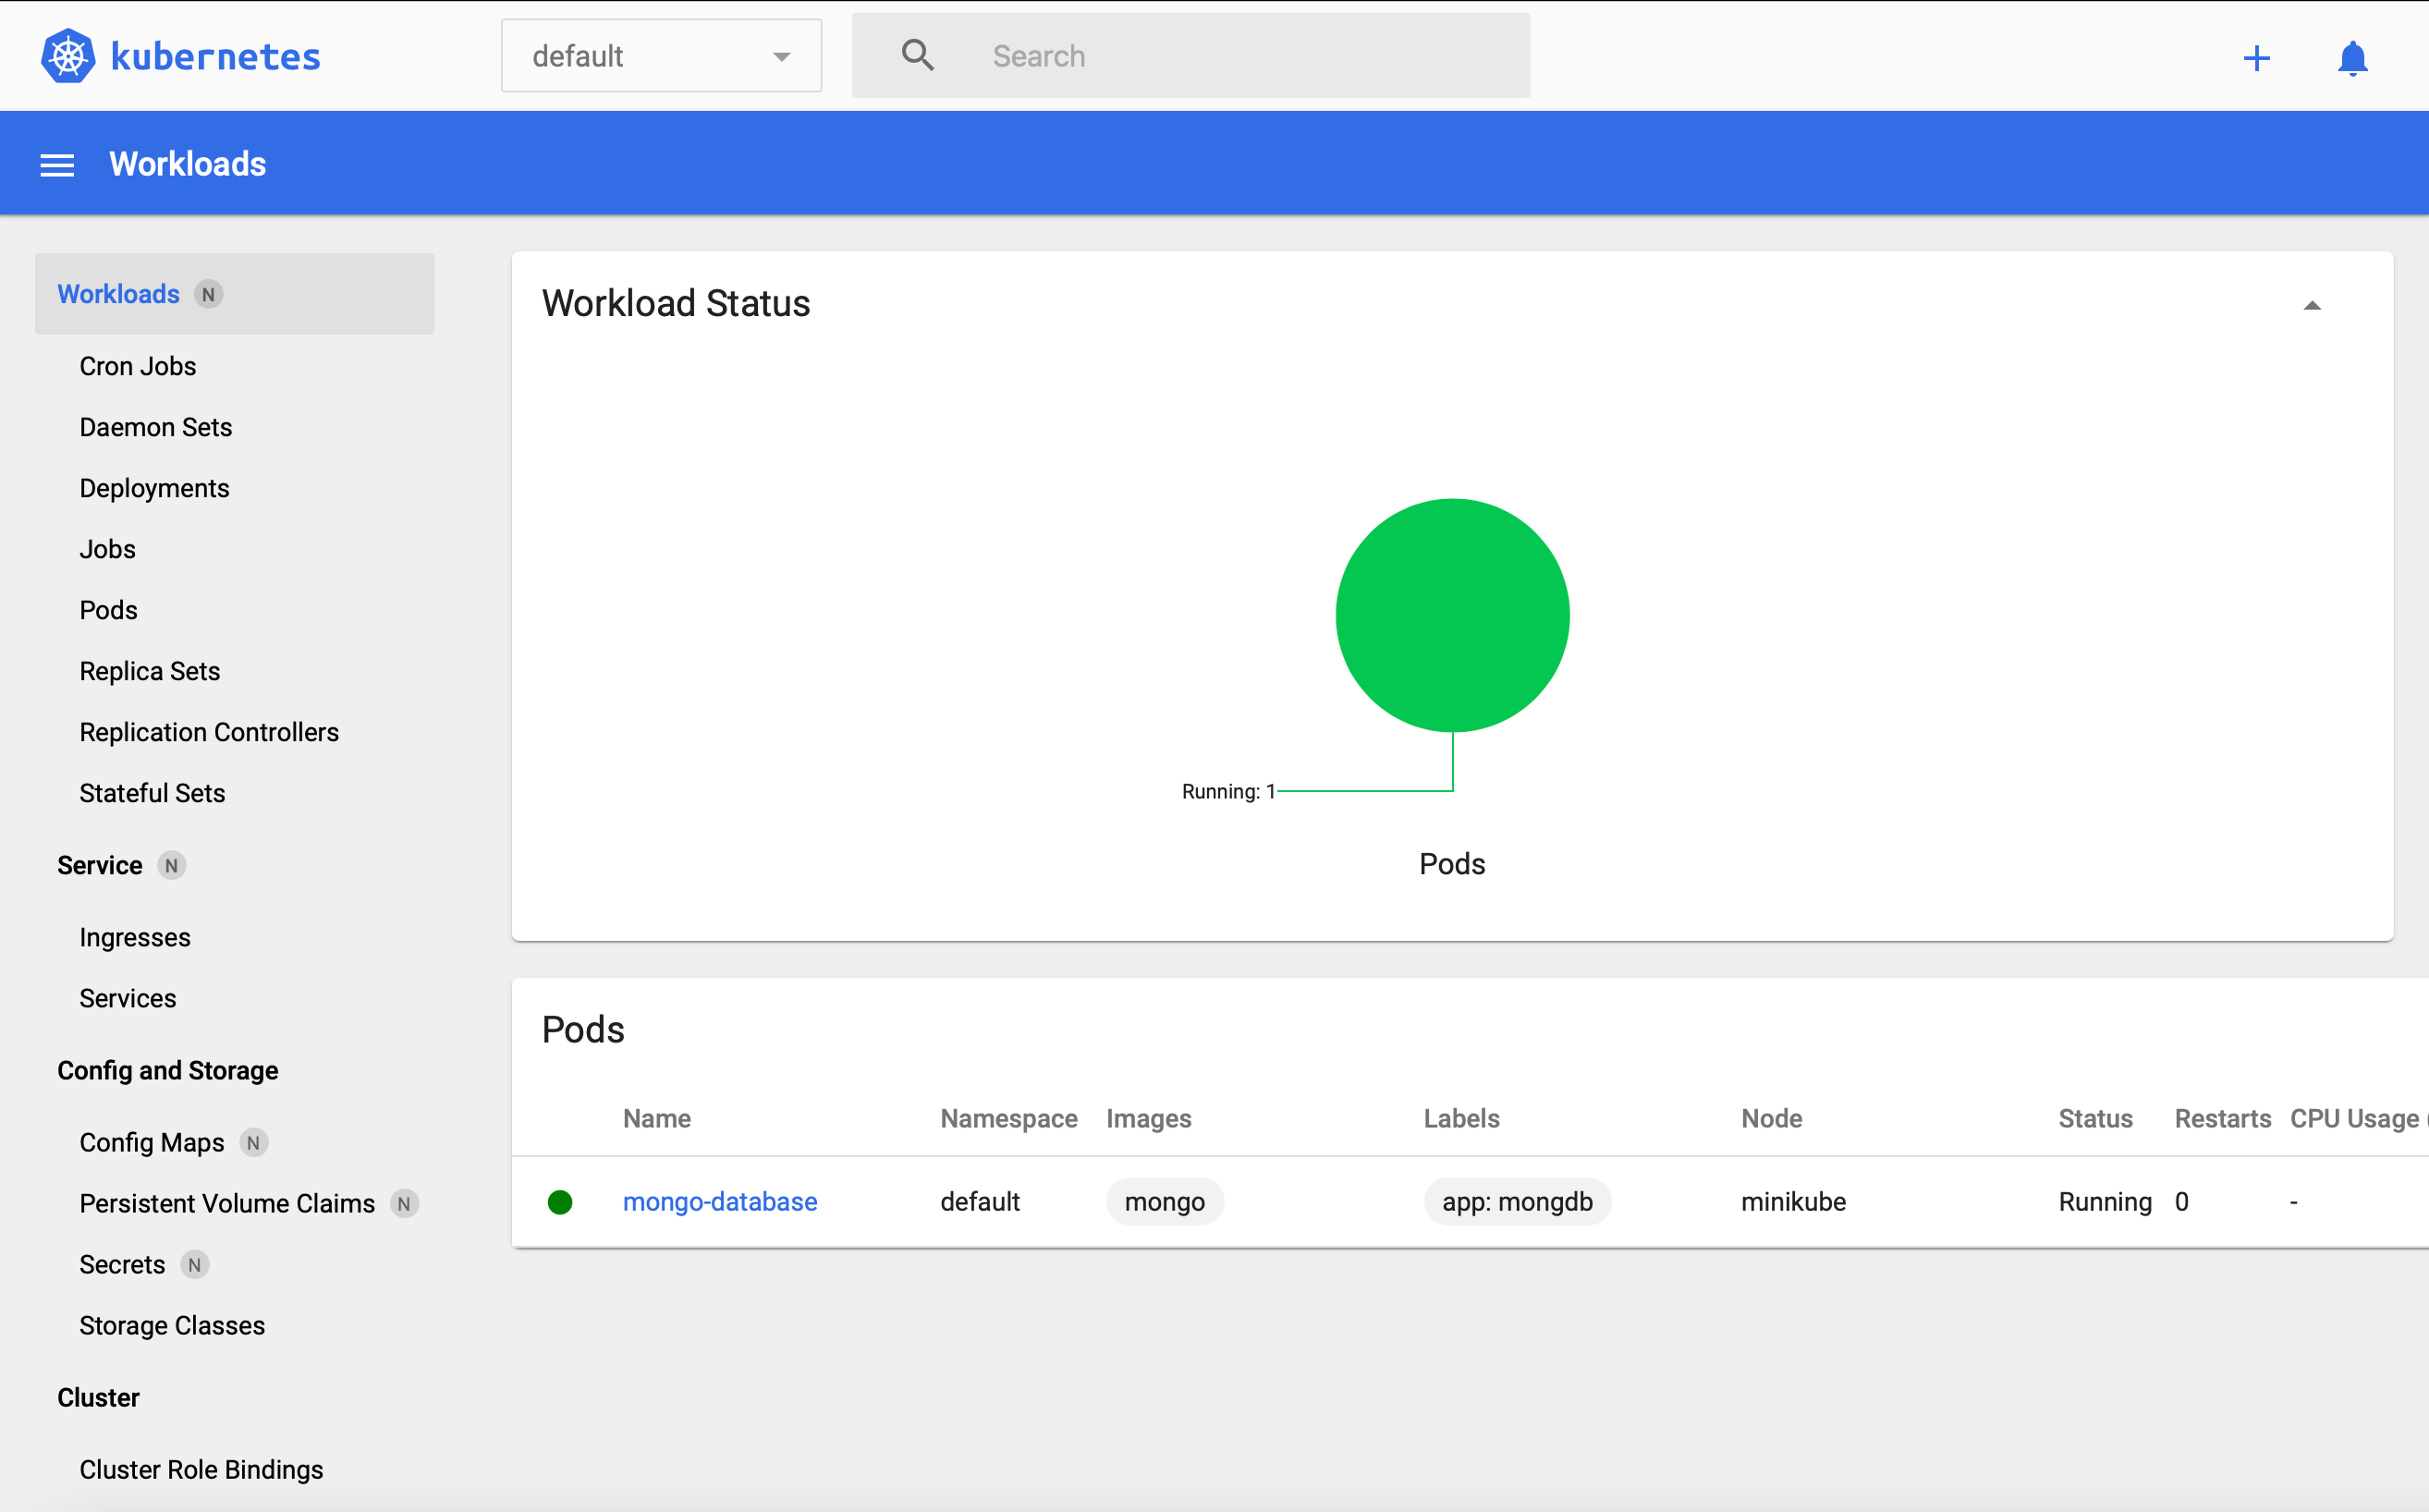 kubernetes
default
Search
Workloads
Workloads N
Cron Jobs
Daemon Sets
Deployments
Jobs
Pods
Replica Sets
Replication Controllers
Stateful Sets
Service N
Ingresses
Services
Config and Storage
Config Maps N
Persistent Volume Claims N
Secrets N
Storage Classes
Cluster
Cluster Role Bindings
Workload Status
Running: 1
Pods
Pods
Name Namespace Images Labels Node Status Restarts CPU Usage (
mongo-database default mongo app: mongdb minikube Running 0 -